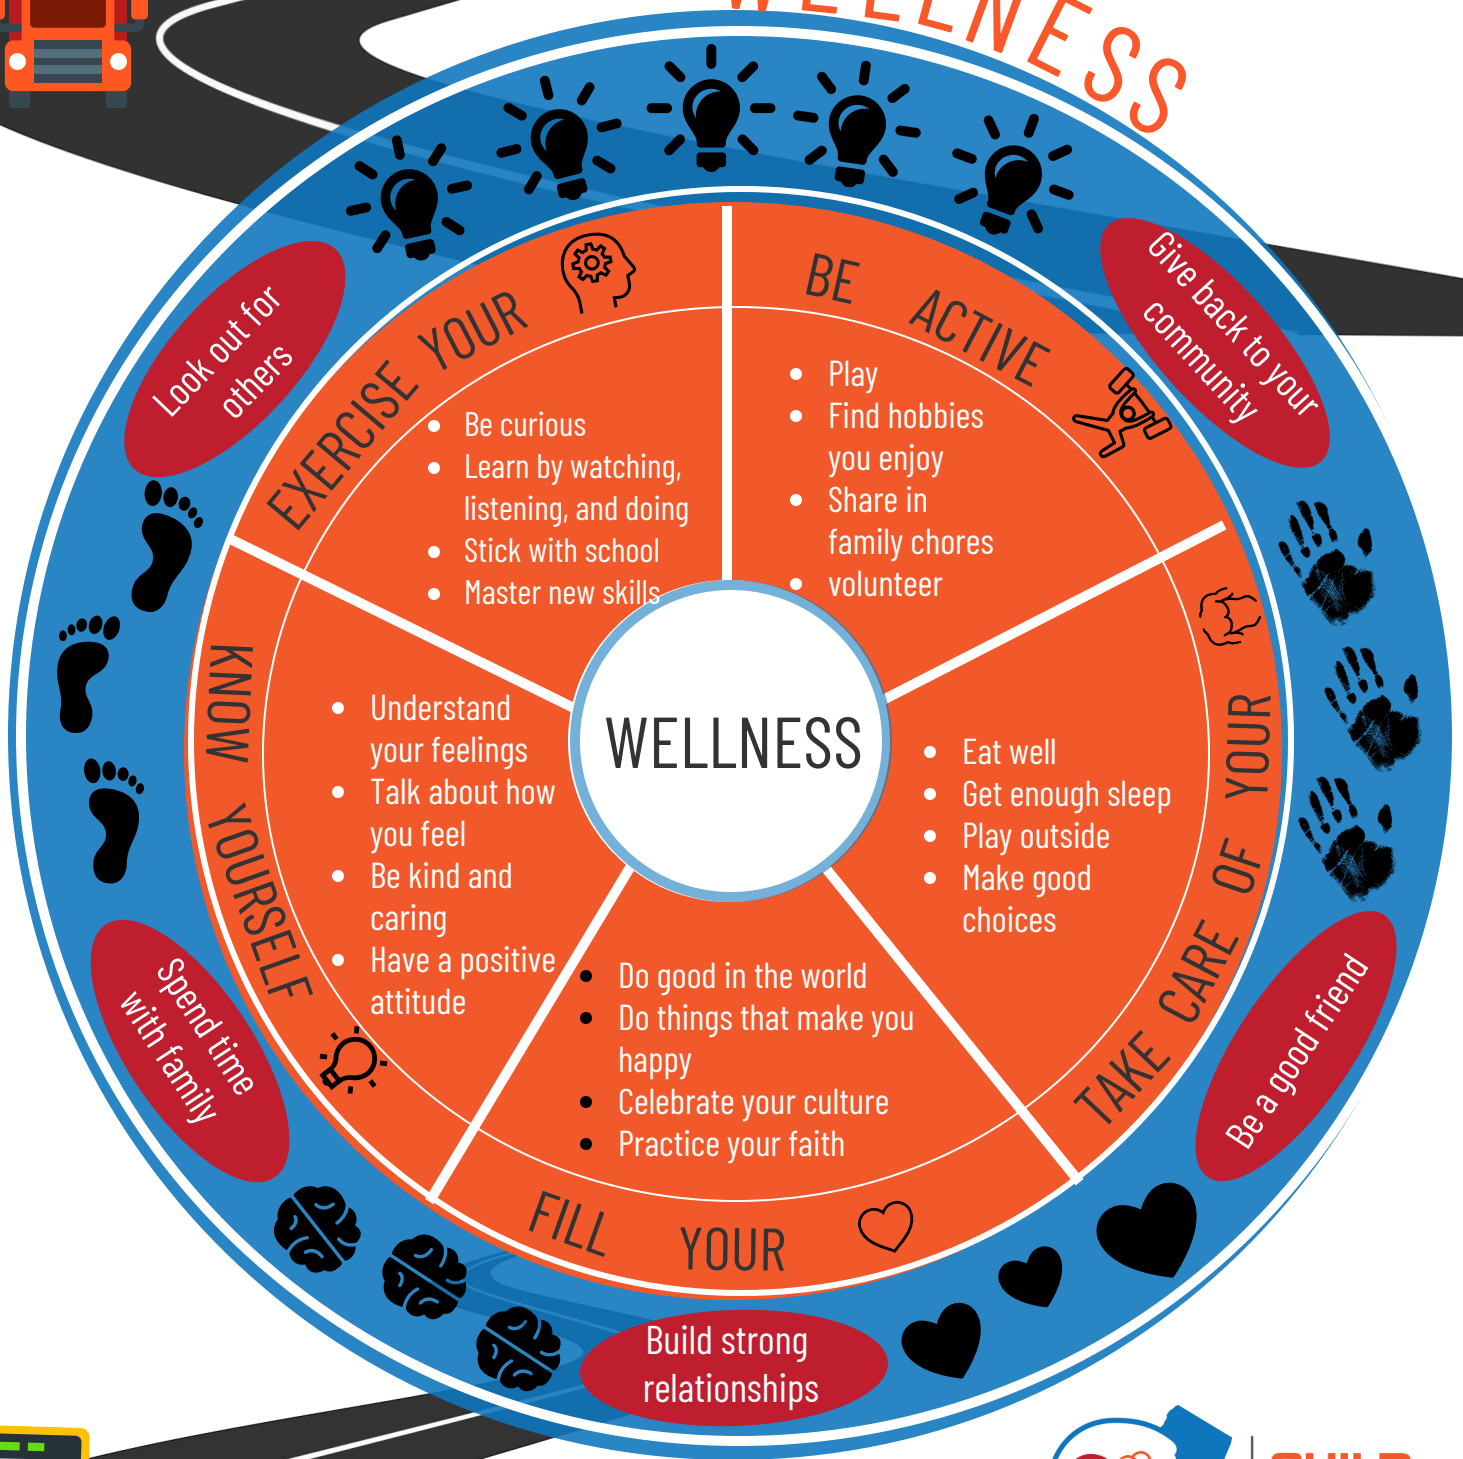 WELLNESS
Look out for
others
Give back to your
community
EXERCISE YOUR
Be curious
Learn by watching,
listening, and doing
Stick with school
Master new skills
BE ACTIVE
Play
Find hobbies
you enjoy
Share in
family chores
volunteer
KNOW YOURSELF
Understand
your feelings
Talk about how
you feel
Be kind and
caring
Have a positive
attitude
WELLNESS
TAKE CARE OF YOUR
Eat well
Get enough sleep
Play outside
Make good
choices
FILL YOUR
Do good in the world
Do things that make you
happy
Celebrate your culture
Practice your faith
Spend time
with family
Be a good friend
Build strong
relationships